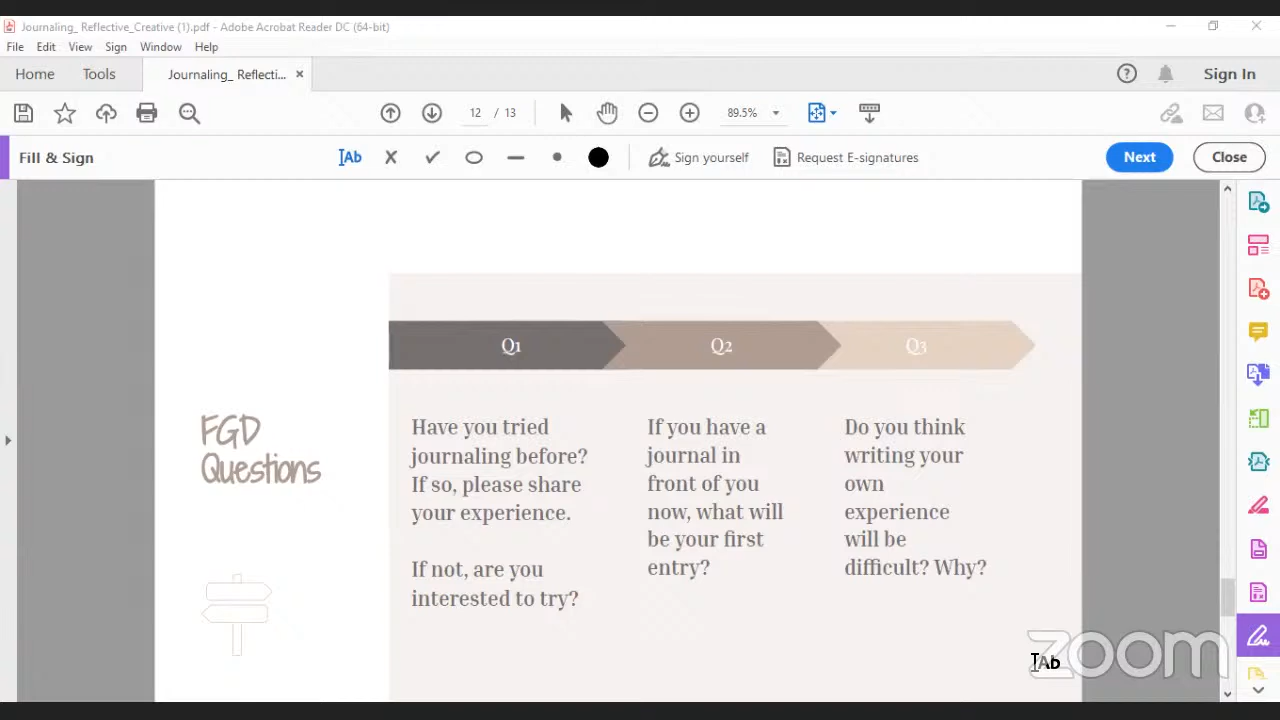 Journaling_ Reflective_Creative (1).pdf - Adobe Acrobat Reader DC (64-bit)
File Edit View Sign Window Help
Home Tools Journaling_ Reflecti... Sign In
12 / 13 89.5%
Fill & Sign Ab Sign yourself Request E-signatures Next Close
Q1 Q2 Q3
FGD
Questions
Have you tried
journaling before?
If so, please share
your experience.
If not, are you
interested to try?
If you have a
journal in
front of you
now, what will
be your first
entry?
Do you think
writing your
own
experience
will be
difficult? Why?
Ab
zoom